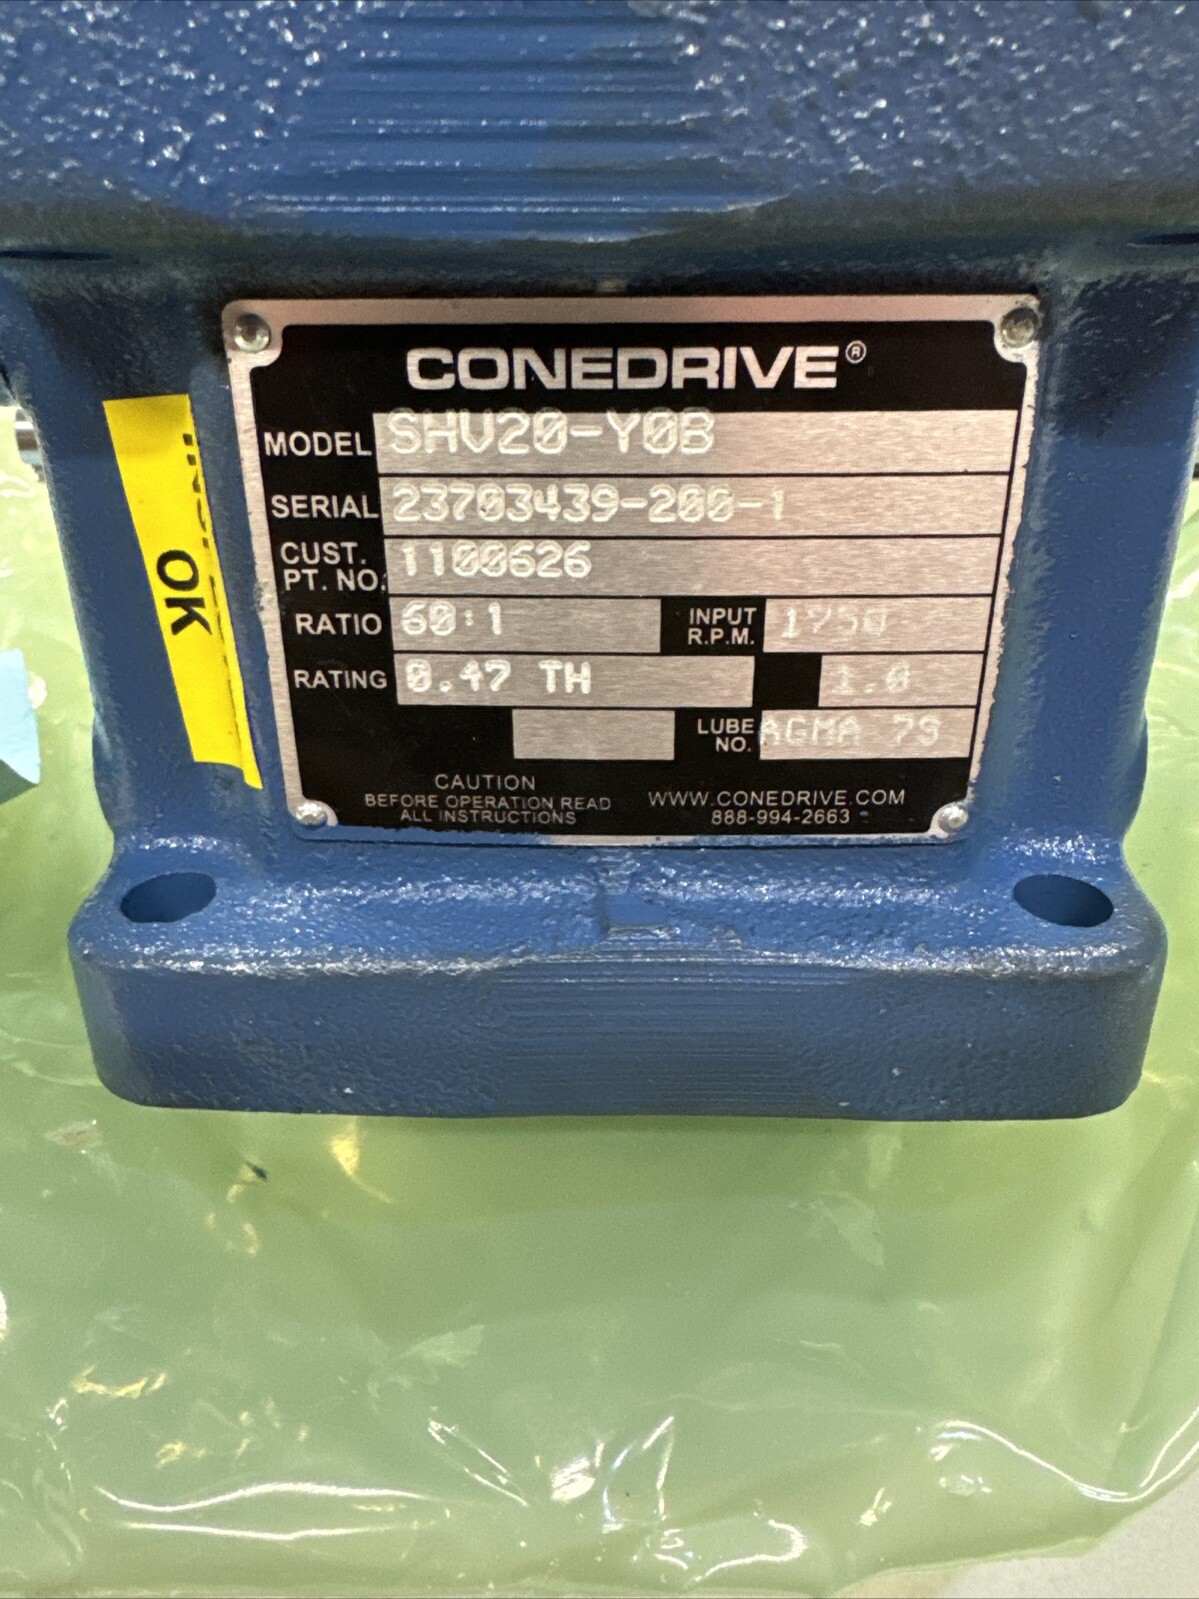 CONEDRIVE®
MODEL SHV20-Y0B
SERIAL 23703439-200-1
CUST. PT. NO. 1100626
RATIO 60:1 INPUT R.P.M. 1750
RATING 0.47 TH 1.0
LUBE NO. AGMA 7S
CAUTION
BEFORE OPERATION READ
ALL INSTRUCTIONS
WWW.CONEDRIVE.COM
888-994-2663
OK